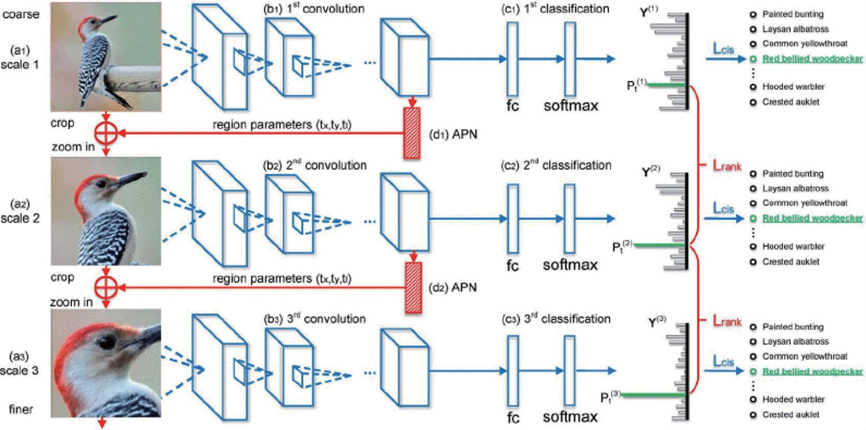 coarse
(a1)
scale 1
(b1) 1st convolution
(c1) 1st classification
Y(1)
Pt(1)
fc
softmax
Lcls
Painted bunting
Laysan albatross
Common yellowthroat
Red bellied woodpecker
Hooded warbler
Crested auklet
crop
zoom in
region parameters (tx,ty,tl)
(d1) APN
Lrank
(a2)
scale 2
(b2) 2nd convolution
(c2) 2nd classification
Y(2)
Pt(2)
fc
softmax
Lcls
Painted bunting
Laysan albatross
Common yellowthroat
Red bellied woodpecker
Hooded warbler
Crested auklet
crop
zoom in
region parameters (tx,ty,tl)
(d2) APN
Lrank
(a3)
scale 3
finer
(b3) 3rd convolution
(c3) 3rd classification
Y(3)
Pt(3)
fc
softmax
Lcls
Painted bunting
Laysan albatross
Common yellowthroat
Red bellied woodpecker
Hooded warbler
Crested auklet